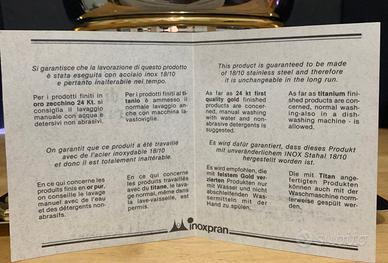 Si garantisce che la lavorazione di questo prodotto
è stata eseguita con acciaio inox 18/10
e pertanto inalterabile nei tempo.
Per i prodotti finiti in
oro zecchino 24 Kt. si
consiglia il lavaggio
manuale con acqua e
detersivi non abrasivi.
Per i prodotti finiti al ti-
tanio è ammesso il
normale lavaggio an-
che con macchina la-
vastoviglie.
On garantit que ce produit a été travaillé
avec de l'acier inoxydable 18/10
et donc il est totalement inaltérable.
En ce qui concerne les
produits finis en or pur,
on conseille le lavage
manuel avec de l'eau
et des détergents non-
abrasifs.
En ce qui concerne
les produits travaillés
avec du titane, le lava-
ge normal, même dans
la lave-vaisselle, est
permis.
This product is guaranteed to be made
of 18/10 stainless steel and therefore
it is unchangeable in the long run.
As far as 24 kt first
quality gold finished
products are concer-
ned, manual washing
with water and non-
abrasive detergents is
suggested.
As far as titanium fini-
shed products are con-
cerned, normal wash-
ing-also in a dish-
washing machine - is
allowed.
Es wird dafür garantiert, dass dieses Produkt
mit unveränderlichem INOX Stahal 18/10
hergestellt worden ist.
Es wird empfohlen, die
mit feistem Gold ver-
tierten Produkten nur
mit Wasser und nicht
abschleifenden Was-
sermitteln mit der
Hand zu spülen.
Die mit Titan ange-
fertigten Produkten
können auch mit der
Waschmaschine norm-
lerweise gespült wer-
den.
inoxpran